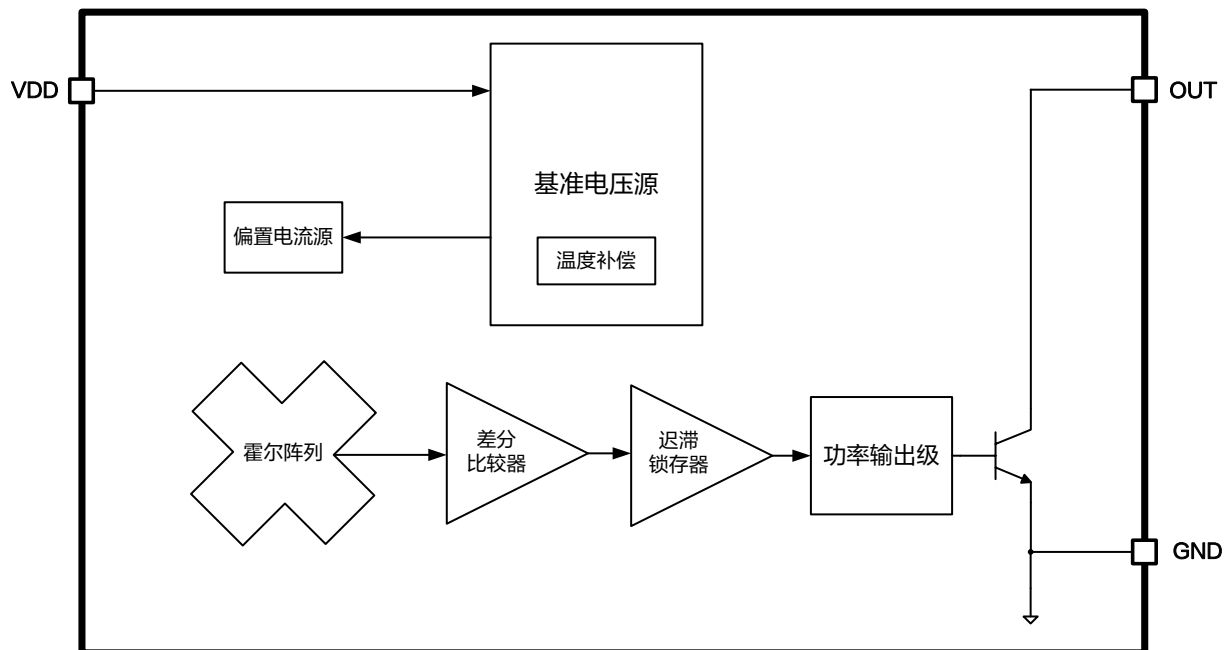 VDD
OUT
基准电压源
偏置电流源
温度补偿
霍尔阵列
差分
比较器
迟滞
锁存器
功率输出级
GND